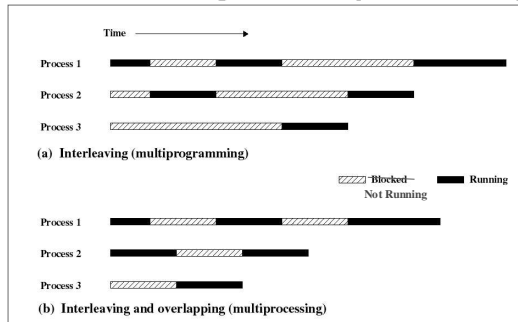 Time
Process 1
Process 2
Process 3
(a) Interleaving (multiprogramming)
Blocked Running
Not Running
Process 1
Process 2
Process 3
(b) Interleaving and overlapping (multiprocessing)